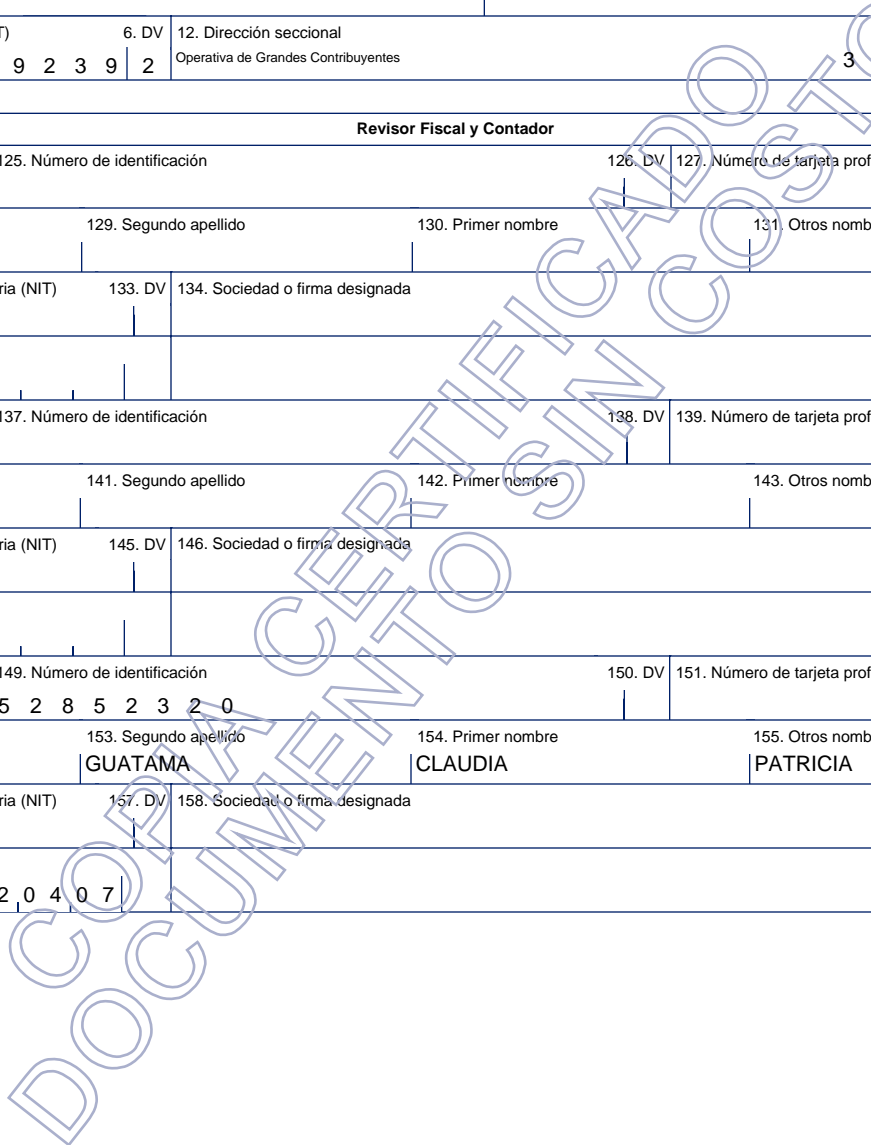 T) 6. DV 12. Dirección seccional
9 2 3 9 2 Operativa de Grandes Contribuyentes 3
Revisor Fiscal y Contador
125. Número de identificación 126. DV 127. Número de tarjeta prof
129. Segundo apellido 130. Primer nombre 131. Otros nomb
ria (NIT) 133. DV 134. Sociedad o firma designada
137. Número de identificación 138. DV 139. Número de tarjeta prof
141. Segundo apellido 142. Primer nombre 143. Otros nomb
ria (NIT) 145. DV 146. Sociedad o firma designada
149. Número de identificación 150. DV 151. Número de tarjeta prof
5 2 8 5 2 3 2 0
153. Segundo apellido 154. Primer nombre 155. Otros nomb
GUATAMA CLAUDIA PATRICIA
ria (NIT) 157. DV 158. Sociedad o firma designada
2 0 4 0 7
COPIA CERTIFICADO
DOCUMENTO SIN COSTO